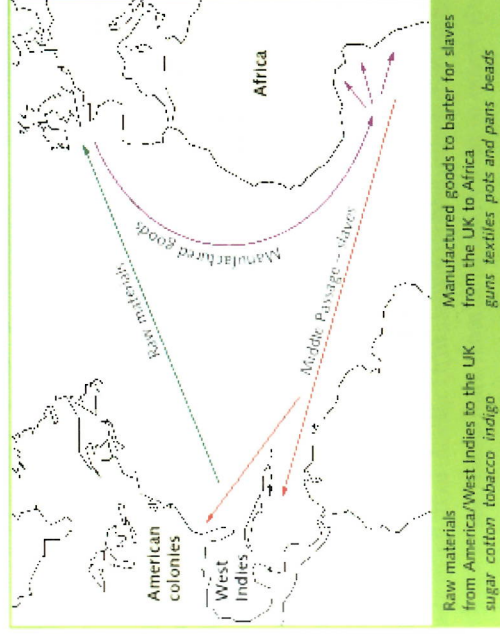 American
colonies
West
Indies
Africa
Raw materials
Manufactured goods
Middle Passage – slaves
Raw materials
from America/West Indies to the UK
sugar cotton tobacco indigo
Manufactured goods to barter for slaves
from the UK to Africa
guns textiles pots and pans beads